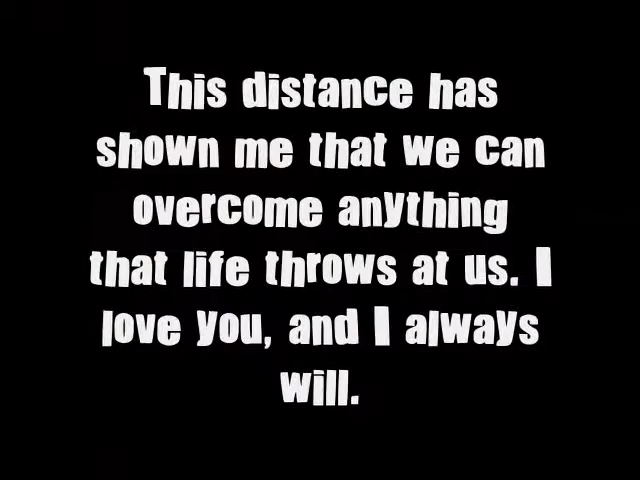 This distance has
shown me that we can
overcome anything
that life throws at us. I
love you, and I always
will.